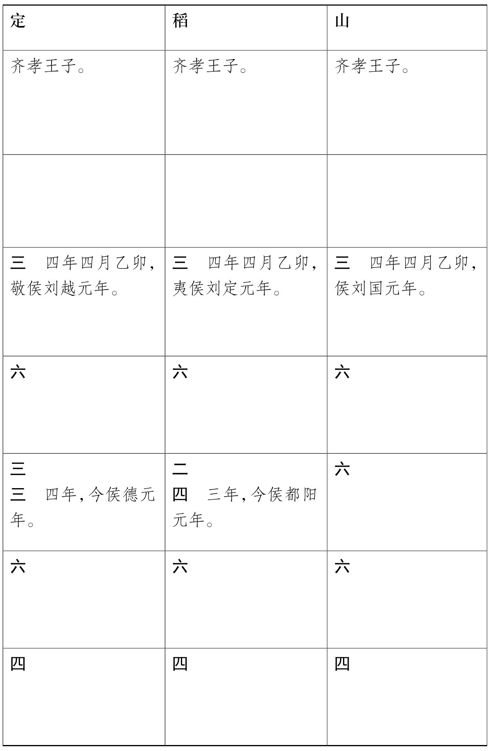 定 稻 山
齐孝王子。 齐孝王子。 齐孝王子。
三 四年四月乙卯， 三 四年四月乙卯， 三 四年四月乙卯，
敬侯刘越元年。 夷侯刘定元年。 侯刘国元年。
六 六 六
三 二 六
三 四年，今侯德元 四 三年，今侯都阳
年。 元年。
六 六 六
四 四 四